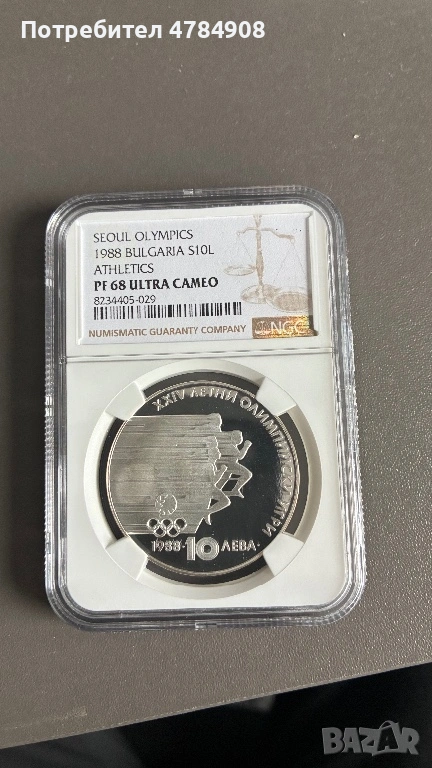 Потребител 4784908
SEOUL OLYMPICS
1988 BULGARIA S10L
ATHLETICS
PF 68 ULTRA CAMEO
8234405-029
NUMISMATIC GUARANTY COMPANY
NGC
XXIV ЛЕТНИ ОЛИМПИЙСКИ ИГРИ
1988 · 10 ЛЕВА ·
BAZAR